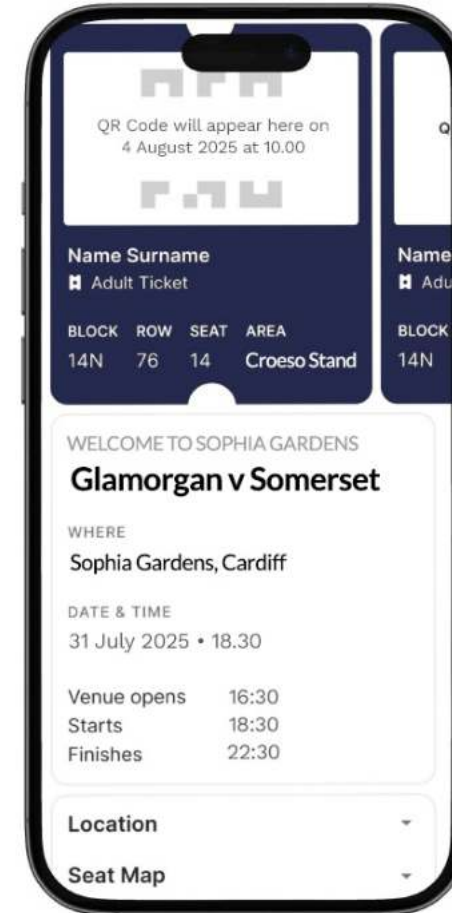 QR Code will appear here on
4 August 2025 at 10.00
Q
Name Surname
Adult Ticket
BLOCK ROW SEAT AREA
14N 76 14 Croeso Stand
Name
Adu
BLOCK
14N
WELCOME TO SOPHIA GARDENS
Glamorgan v Somerset
WHERE
Sophia Gardens, Cardiff
DATE & TIME
31 July 2025 • 18.30
Venue opens 16:30
Starts 18:30
Finishes 22:30
Location
Seat Map